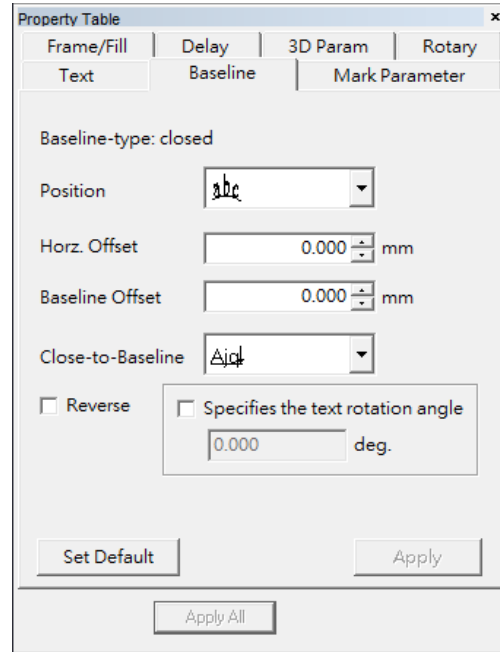 Property Table x
Frame/Fill Delay 3D Param Rotary
Text Baseline Mark Parameter
Baseline-type: closed
Position abc
Horz. Offset 0.000 mm
Baseline Offset 0.000 mm
Close-to-Baseline Ajql
Reverse Specifies the text rotation angle
0.000 deg.
Set Default Apply
Apply All